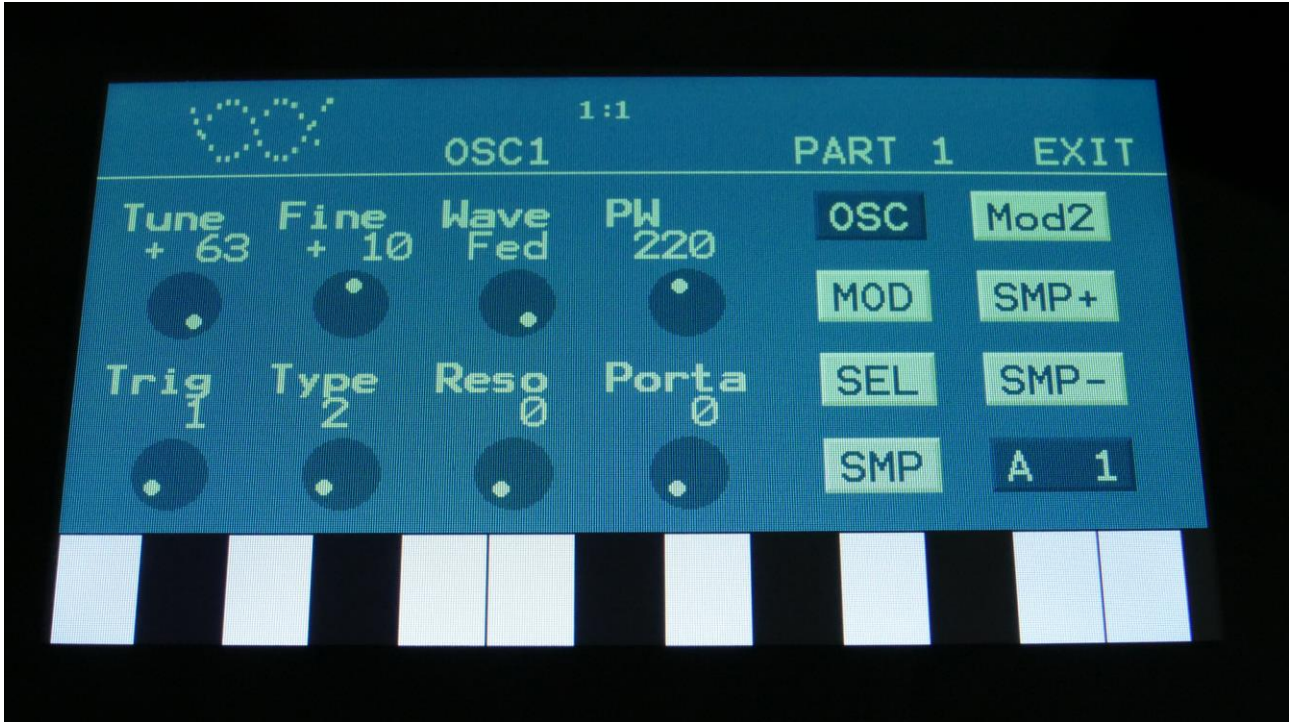 1:1
OSC1 PART 1 EXIT
Tune Fine Wave PW OSC Mod2
+ 63 + 10 Fed 220
MOD SMP+
Trig Type Reso Porta SEL SMP-
1 2 0 0
SMP A 1